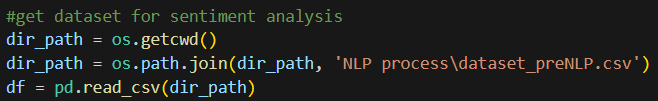 #get dataset for sentiment analysis
dir_path = os.getcwd()
dir_path = os.path.join(dir_path, 'NLP process\dataset_preNLP.csv')
df = pd.read_csv(dir_path)